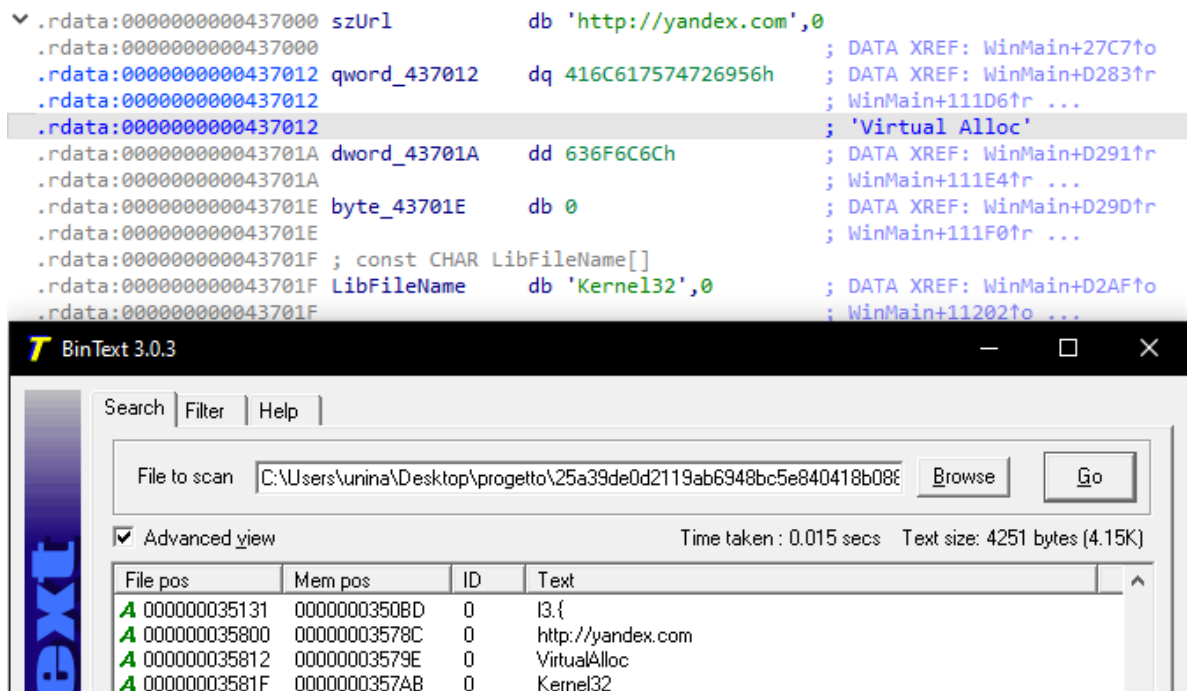 .rdata:0000000000437000 szUrl db 'http://yandex.com',0
.rdata:0000000000437000 ; DATA XREF: WinMain+27C7↑o
.rdata:0000000000437012 qword_437012 dq 416C617574726956h ; DATA XREF: WinMain+D283↑r
.rdata:0000000000437012 ; WinMain+111D6↑r ...
.rdata:0000000000437012 ; 'Virtual Alloc'
.rdata:000000000043701A dword_43701A dd 636F6C6Ch ; DATA XREF: WinMain+D291↑r
.rdata:000000000043701A ; WinMain+111E4↑r ...
.rdata:000000000043701E byte_43701E db 0 ; DATA XREF: WinMain+D29D↑r
.rdata:000000000043701E ; WinMain+111F0↑r ...
.rdata:000000000043701F ; const CHAR LibFileName[]
.rdata:000000000043701F LibFileName db 'Kernel32',0 ; DATA XREF: WinMain+D2AF↑o
.rdata:000000000043701F ; WinMain+11202↑o ...
BinText 3.0.3
Search Filter Help
File to scan C:\Users\unina\Desktop\progetto\25a39de0d2119ab6948bc5e840418b088 Browse Go
Advanced view Time taken : 0.015 secs Text size: 4251 bytes (4.15K)
File pos Mem pos ID Text
A 000000035131 0000000350BD 0 I3.{
A 000000035800 00000003578C 0 http://yandex.com
A 000000035812 00000003579E 0 VirtualAlloc
A 00000003581F 0000000357AB 0 Kernel32
ext